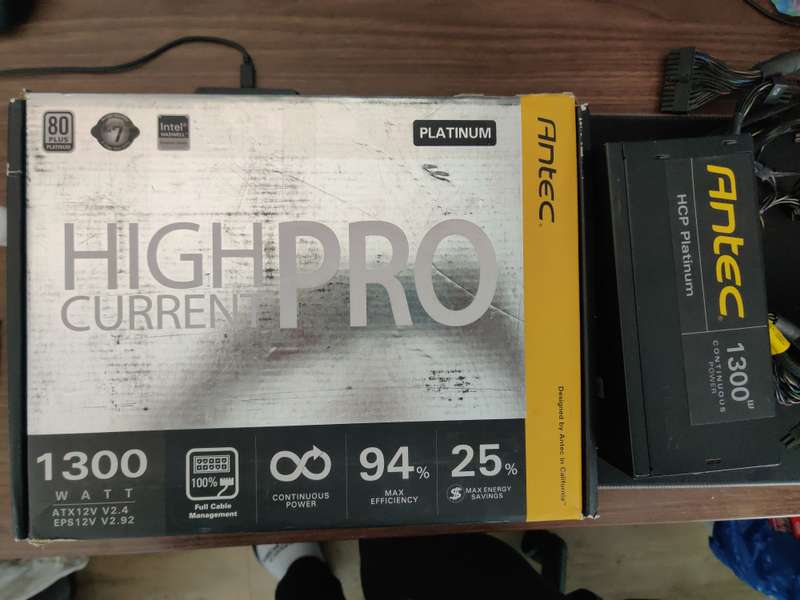 80
PLUS
PLATINUM
7
Intel®
HASWELL
PLATINUM
HIGH
CURRENT
PRO
Antec
Designed by Antec in California™
1300
WATT
ATX12V V2.4
EPS12V V2.92
100%
Full Cable
Management
CONTINUOUS
POWER
94%
MAX
EFFICIENCY
25%
$ MAX ENERGY
SAVINGS
Antec®
HCP Platinum
1300W
CONTINUOUS
POWER